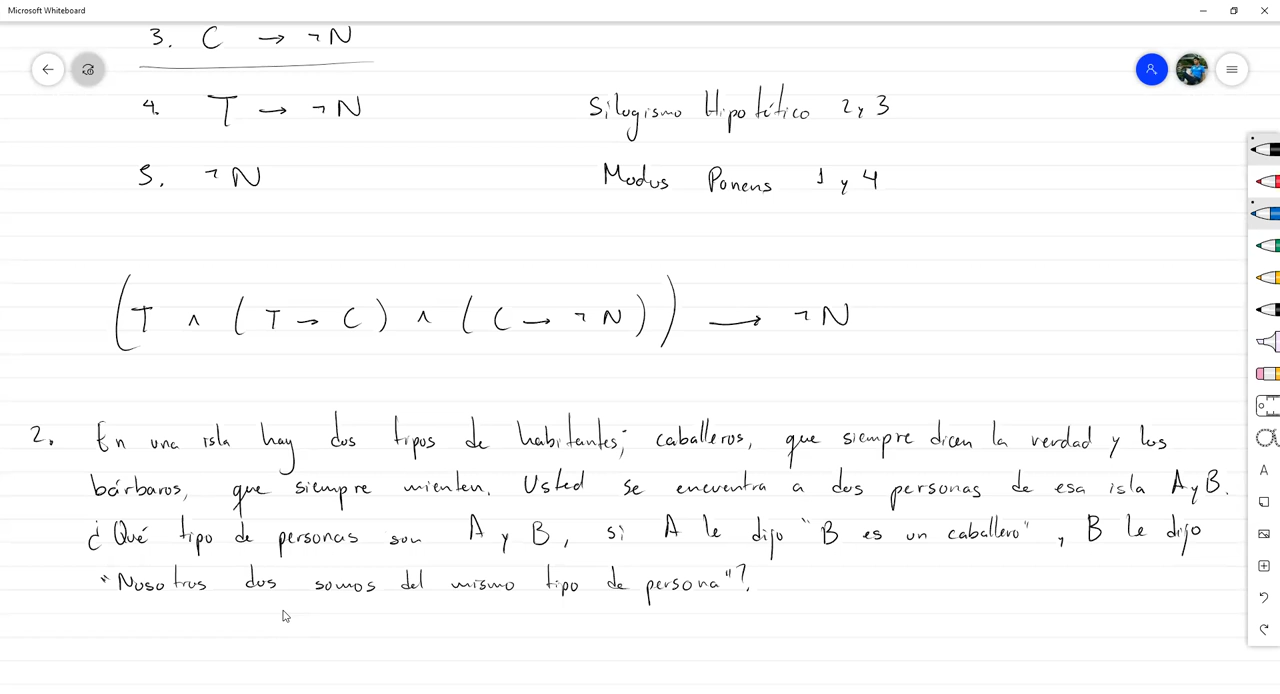 Microsoft Whiteboard
3. C → ¬N
4. T → ¬N Silogismo Hipotético 2 y 3
5. ¬N Modus Ponens 1 y 4
(T ∧ (T → C) ∧ (C → ¬N)) → ¬N
2. En una isla hay dos tipos de habitantes; caballeros, que siempre dicen la verdad y los
bárbaros, que siempre mienten. Usted se encuentra a dos personas de esa isla A y B.
¿Qué tipo de personas son A y B, si A le dijo "B es un caballero", B le dijo
"Nosotros dos somos del mismo tipo de persona"?.
A